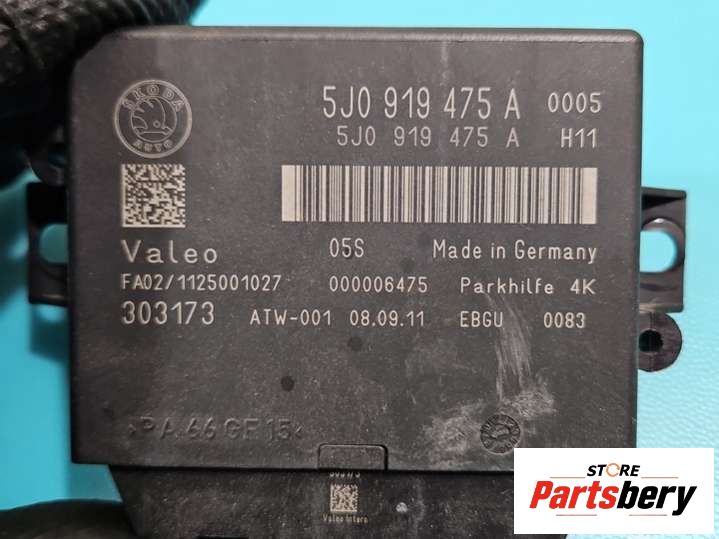 ŠKODA
AUTO
5J0 919 475 A 0005
5J0 919 475 A H11
Valeo 05S Made in Germany
FA02/1125001027 000006475 Parkhilfe 4K
303173 ATW-001 08.09.11 EBGU 0083
>PA 66 GF 15<
303173
Valeo Intern
STORE
Partsbery